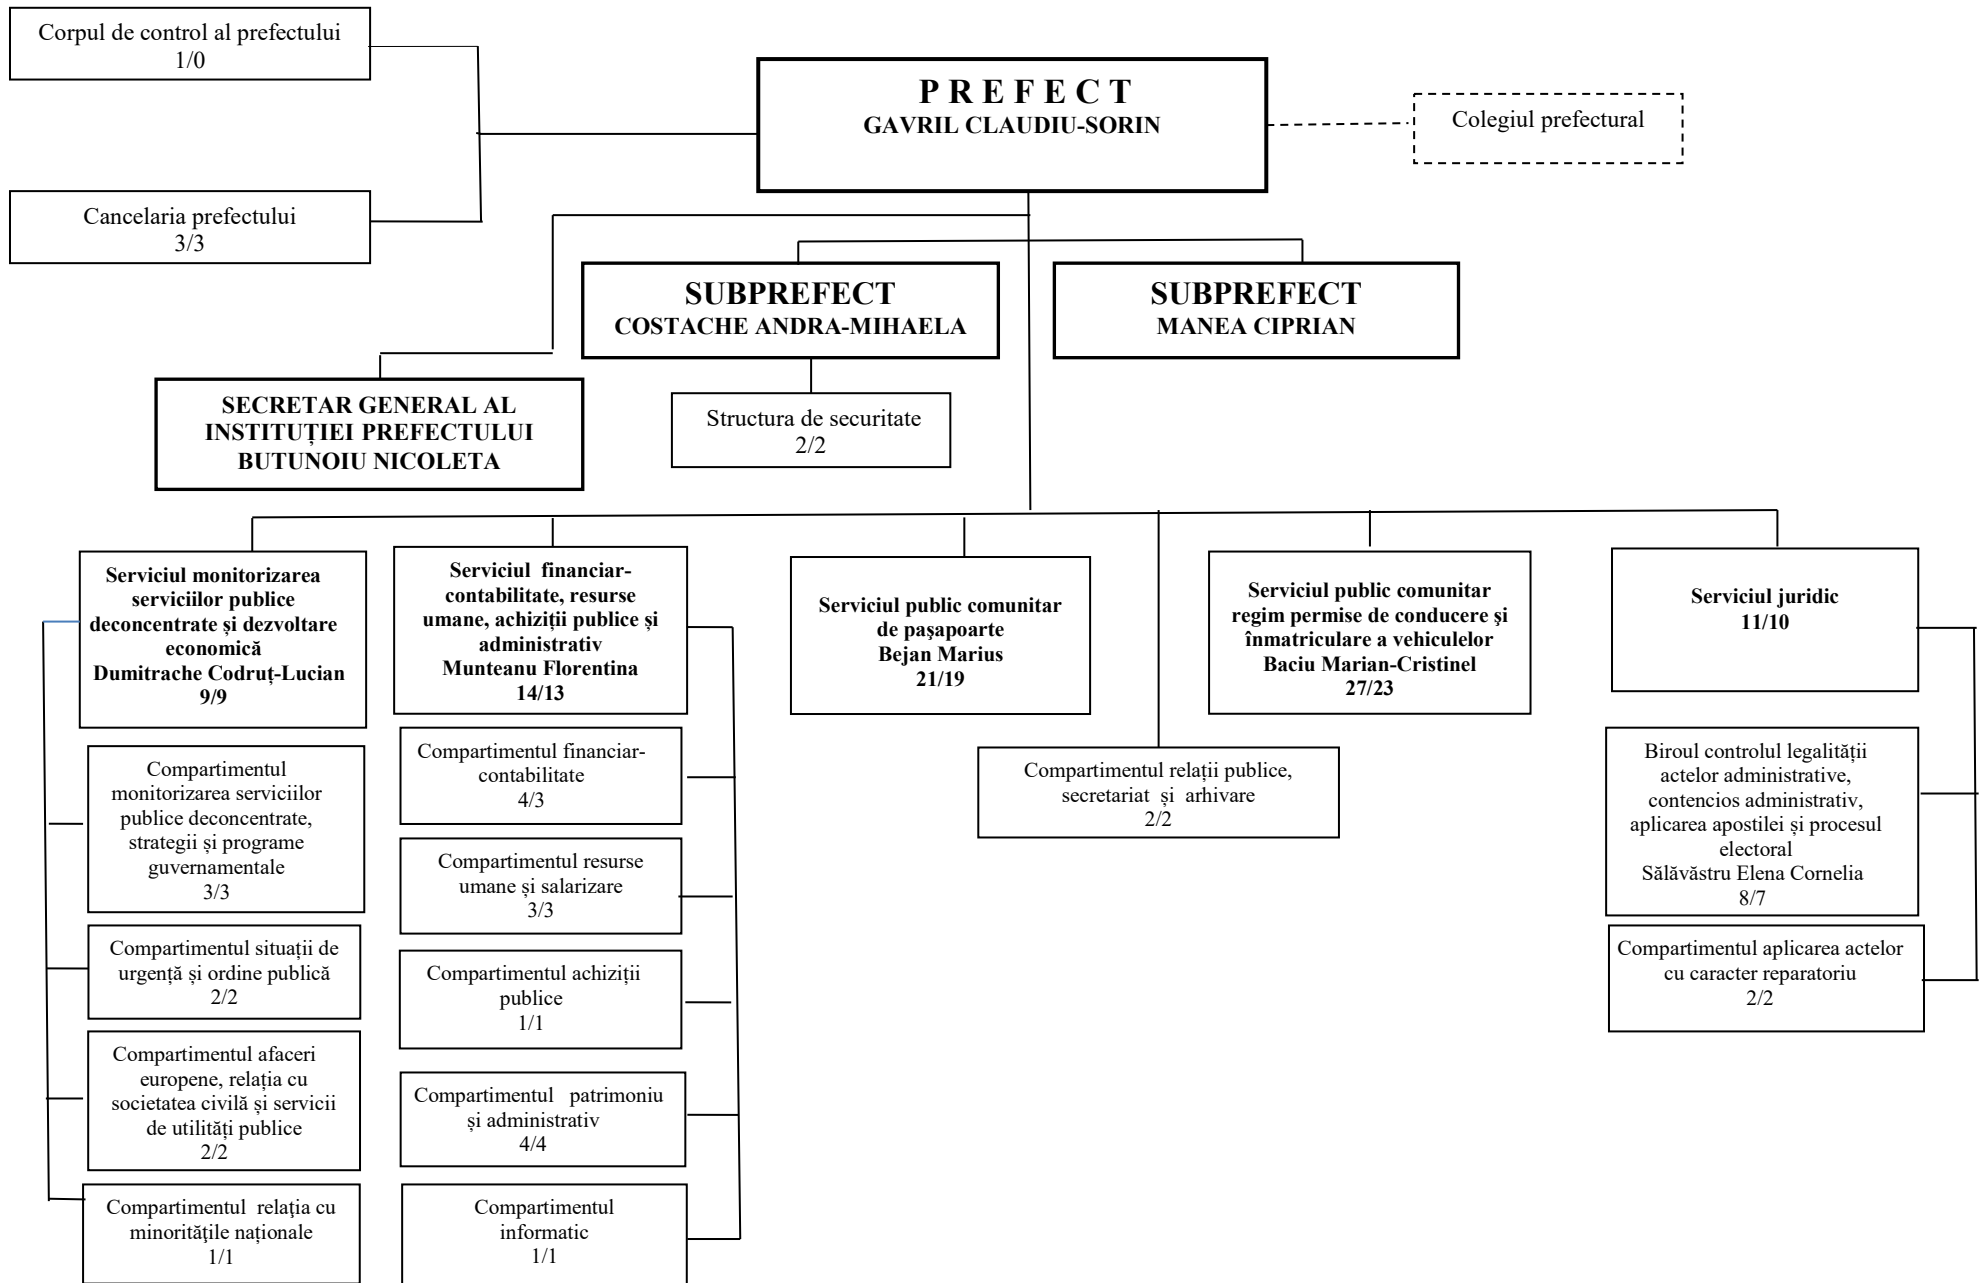 Corpul de control al prefectului
1/0
P R E F E C T
GAVRIL CLAUDIU-SORIN
Colegiul prefectural
Cancelaria prefectului
3/3
SUBPREFECT
COSTACHE ANDRA-MIHAELA
SUBPREFECT
MANEA CIPRIAN
SECRETAR GENERAL AL
INSTITUȚIEI PREFECTULUI
BUTUNOIU NICOLETA
Structura de securitate
2/2
Serviciul monitorizarea
serviciilor publice
deconcentrate și dezvoltare
economică
Dumitrache Codruț-Lucian
9/9
Serviciul financiar-
contabilitate, resurse
umane, achiziții publice și
administrativ
Munteanu Florentina
14/13
Serviciul public comunitar
de paşapoarte
Bejan Marius
21/19
Serviciul public comunitar
regim permise de conducere şi
înmatriculare a vehiculelor
Baciu Marian-Cristinel
27/23
Serviciul juridic
11/10
Compartimentul
monitorizarea serviciilor
publice deconcentrate,
strategii și programe
guvernamentale
3/3
Compartimentul situații de
urgență și ordine publică
2/2
Compartimentul afaceri
europene, relația cu
societatea civilă și servicii
de utilități publice
2/2
Compartimentul relaţia cu
minorităţile naționale
1/1
Compartimentul financiar-
contabilitate
4/3
Compartimentul resurse
umane și salarizare
3/3
Compartimentul achiziții
publice
1/1
Compartimentul patrimoniu
și administrativ
4/4
Compartimentul
informatic
1/1
Compartimentul relații publice,
secretariat și arhivare
2/2
Biroul controlul legalității
actelor administrative,
contencios administrativ,
aplicarea apostilei și procesul
electoral
Sălăvăstru Elena Cornelia
8/7
Compartimentul aplicarea actelor
cu caracter reparatoriu
2/2